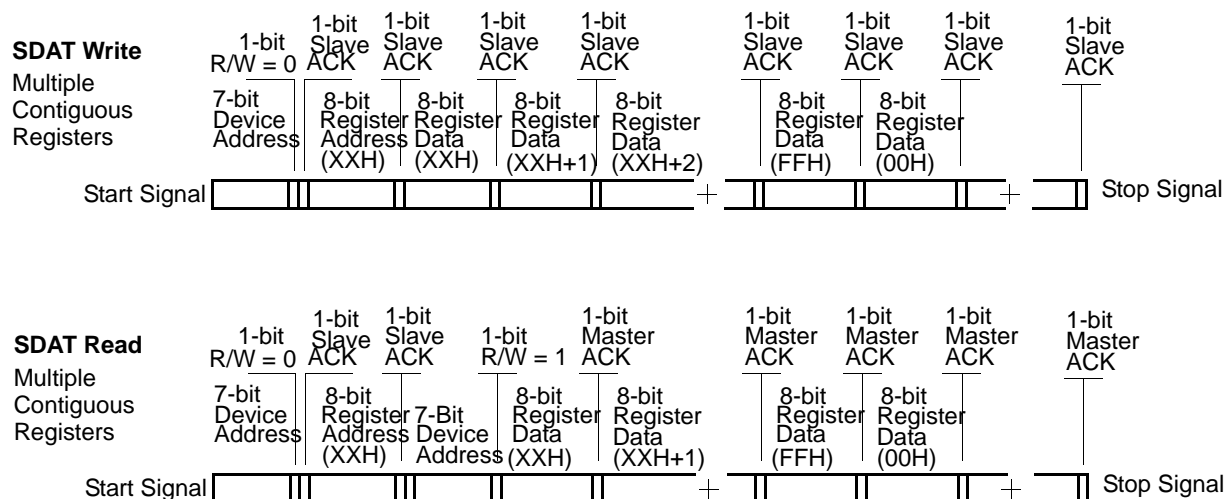 SDAT Write
Multiple
Contiguous
Registers
1-bit
R/W = 0
1-bit
Slave
ACK
1-bit
Slave
ACK
1-bit
Slave
ACK
1-bit
Slave
ACK
1-bit
Slave
ACK
1-bit
Slave
ACK
1-bit
Slave
ACK
1-bit
Slave
ACK
7-bit
Device
Address
8-bit
Register
Address
(XXH)
8-bit
Register
Data
(XXH)
8-bit
Register
Data
(XXH+1)
8-bit
Register
Data
(XXH+2)
8-bit
Register
Data
(FFH)
8-bit
Register
Data
(00H)
Start Signal
Stop Signal
SDAT Read
Multiple
Contiguous
Registers
1-bit
R/W = 0
1-bit
Slave
ACK
1-bit
Slave
ACK
1-bit
R/W = 1
1-bit
Master
ACK
1-bit
Master
ACK
1-bit
Master
ACK
1-bit
Master
ACK
1-bit
Master
ACK
7-bit
Device
Address
8-bit
Register
Address
(XXH)
7-Bit
Device
Address
8-bit
Register
Data
(XXH)
8-bit
Register
Data
(XXH+1)
8-bit
Register
Data
(FFH)
8-bit
Register
Data
(00H)
Start Signal
Stop Signal